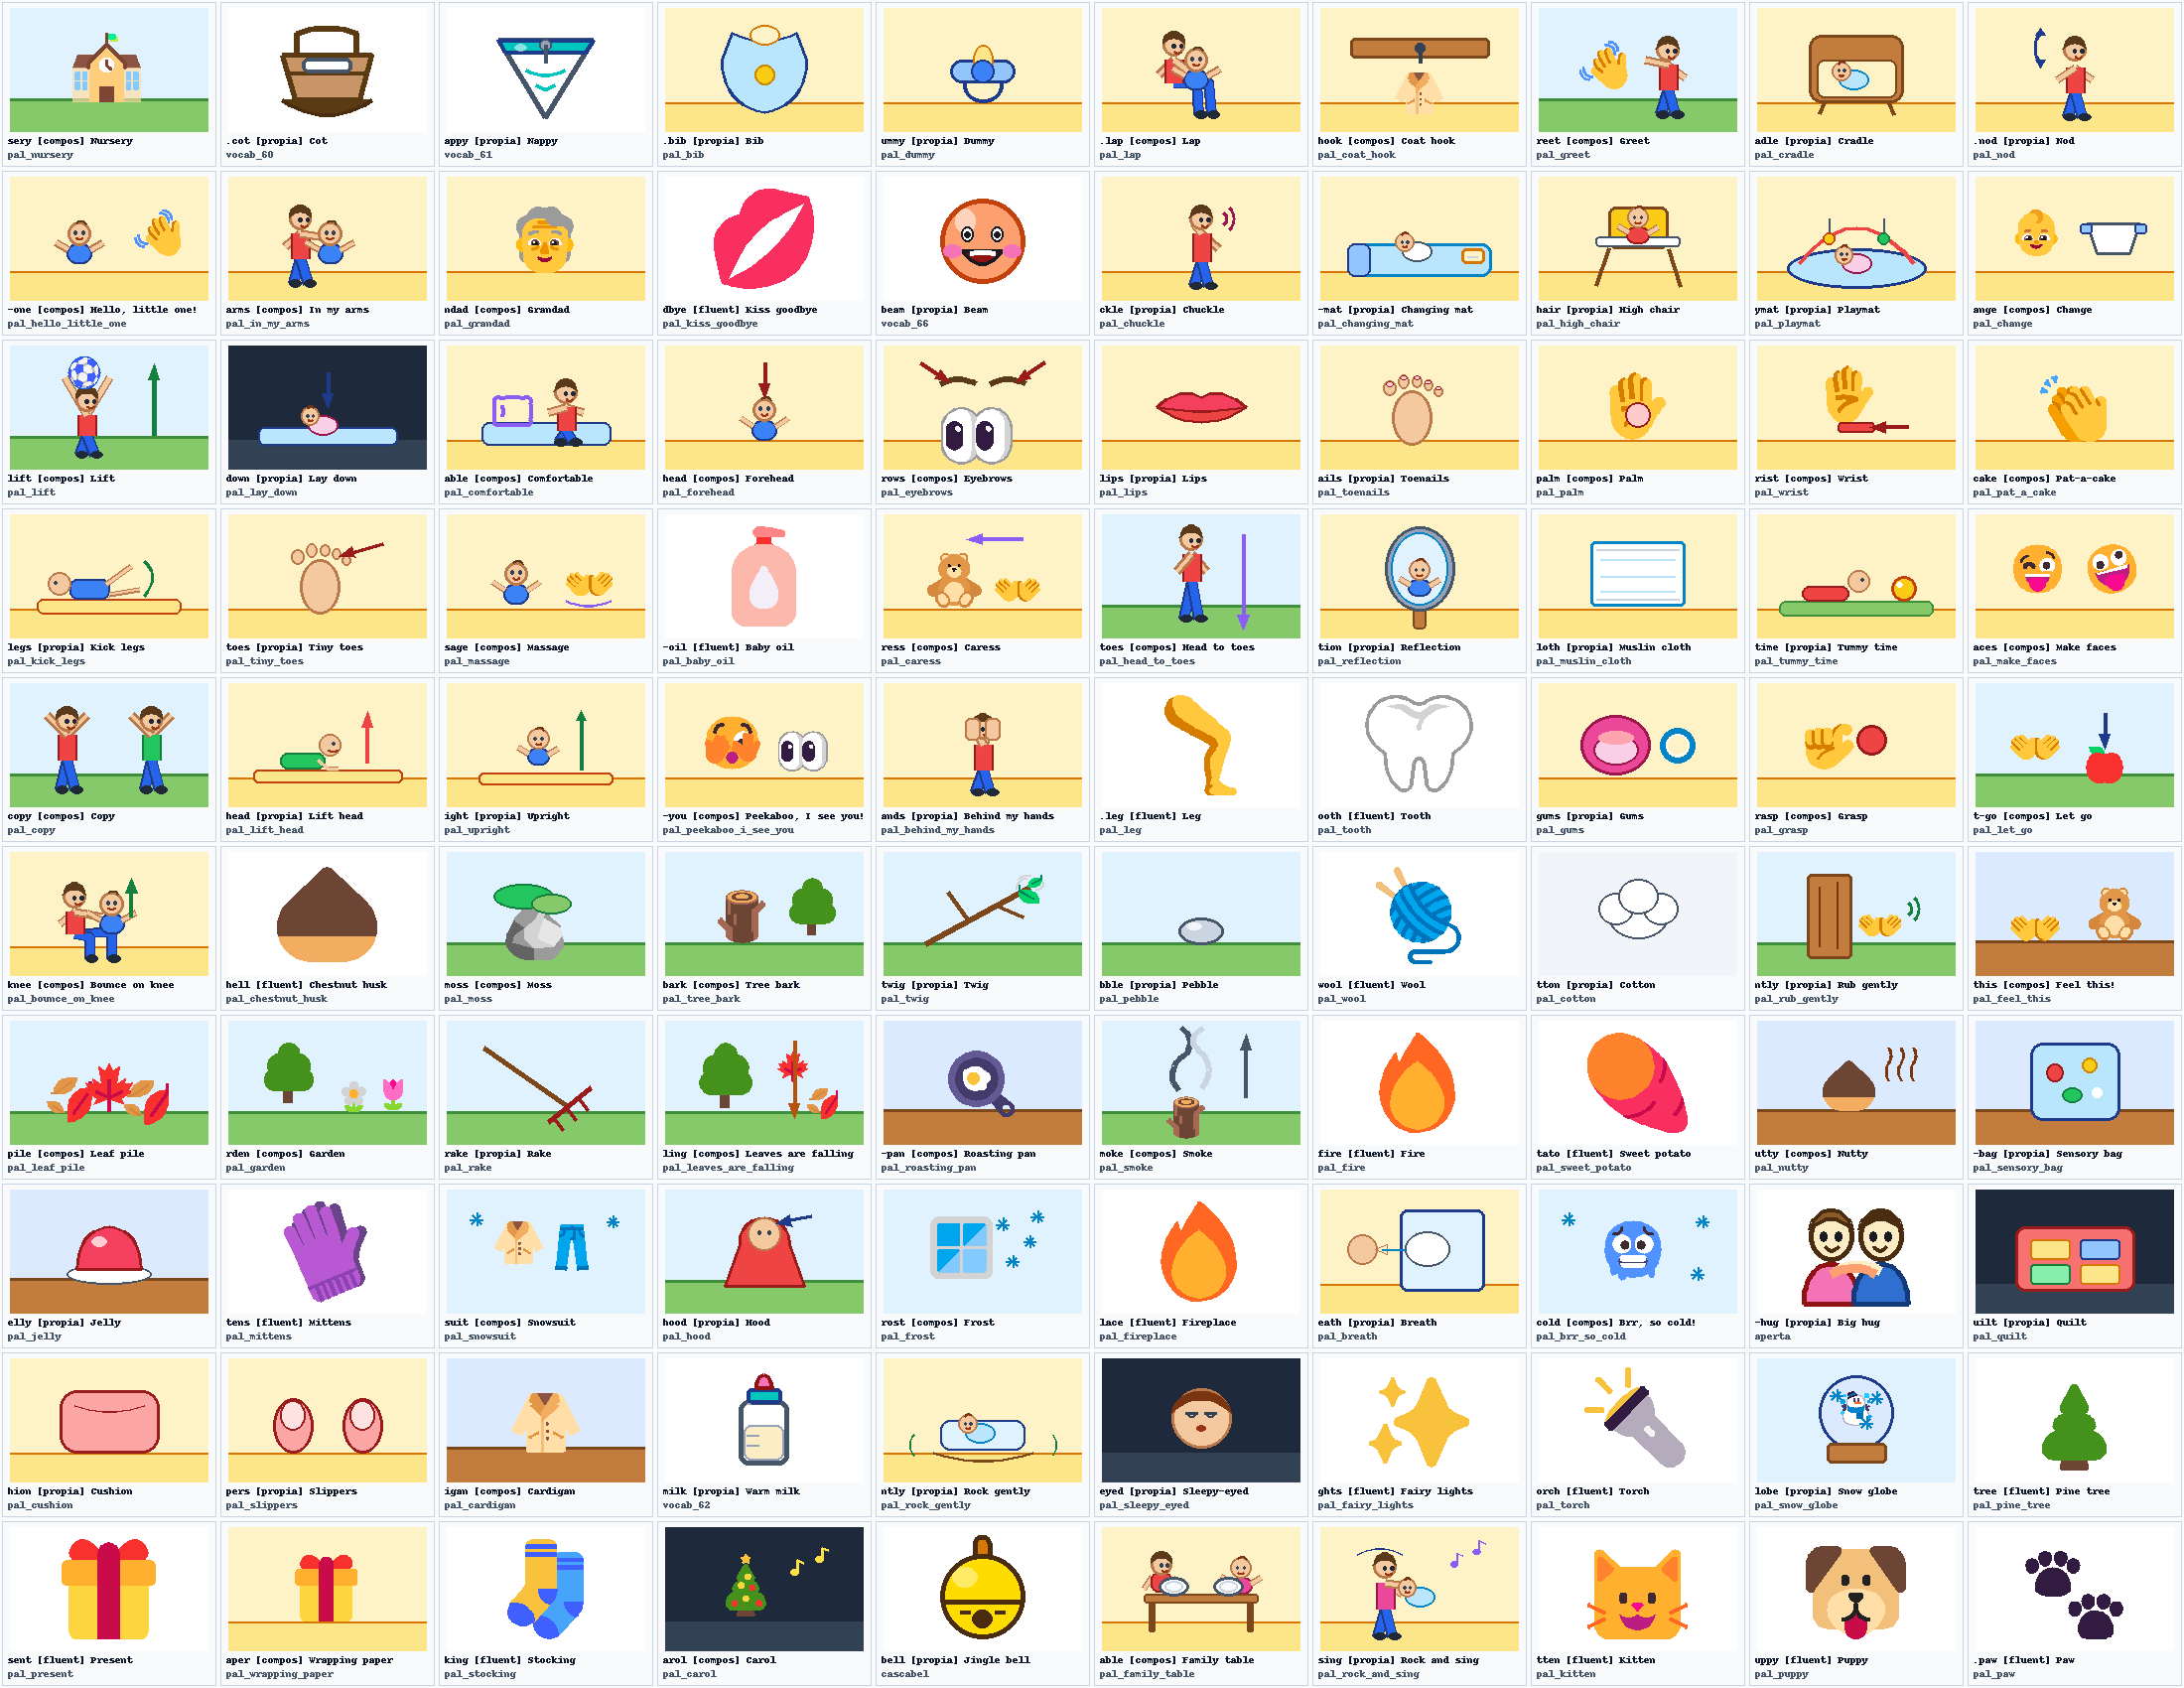 sery [compos] Nursery
pal_nursery
.cot [propia] Cot
vocab_60
appy [propia] Nappy
vocab_61
.bib [propia] Bib
pal_bib
ummy [propia] Dummy
pal_dummy
.lap [compos] Lap
pal_lap
hook [compos] Coat hook
pal_coat_hook
reet [compos] Greet
pal_greet
adle [propia] Cradle
pal_cradle
.nod [propia] Nod
pal_nod
-one [compos] Hello, little one!
pal_hello_little_one
arms [compos] In my arms
pal_in_my_arms
ndad [compos] Grandad
pal_grandad
dbye [fluent] Kiss goodbye
pal_kiss_goodbye
beam [propia] Beam
vocab_66
ckle [propia] Chuckle
pal_chuckle
-mat [propia] Changing mat
pal_changing_mat
hair [propia] High chair
pal_high_chair
ymat [propia] Playmat
pal_playmat
ange [compos] Change
pal_change
lift [compos] Lift
pal_lift
down [propia] Lay down
pal_lay_down
able [compos] Comfortable
pal_comfortable
head [compos] Forehead
pal_forehead
rows [compos] Eyebrows
pal_eyebrows
lips [propia] Lips
pal_lips
ails [propia] Toenails
pal_toenails
palm [compos] Palm
pal_palm
rist [compos] Wrist
pal_wrist
cake [compos] Pat-a-cake
pal_pat_a_cake
legs [propia] Kick legs
pal_kick_legs
toes [propia] Tiny toes
pal_tiny_toes
sage [compos] Massage
pal_massage
-oil [fluent] Baby oil
pal_baby_oil
ress [compos] Caress
pal_caress
toes [compos] Head to toes
pal_head_to_toes
tion [propia] Reflection
pal_reflection
loth [propia] Muslin cloth
pal_muslin_cloth
time [propia] Tummy time
pal_tummy_time
aces [compos] Make faces
pal_make_faces
copy [compos] Copy
pal_copy
head [propia] Lift head
pal_lift_head
ight [propia] Upright
pal_upright
-you [compos] Peekaboo, I see you!
pal_peekaboo_i_see_you
ands [propia] Behind my hands
pal_behind_my_hands
.leg [fluent] Leg
pal_leg
ooth [fluent] Tooth
pal_tooth
gums [propia] Gums
pal_gums
rasp [compos] Grasp
pal_grasp
t-go [compos] Let go
pal_let_go
knee [compos] Bounce on knee
pal_bounce_on_knee
hell [fluent] Chestnut husk
pal_chestnut_husk
moss [compos] Moss
pal_moss
bark [compos] Tree bark
pal_tree_bark
twig [propia] Twig
pal_twig
bble [propia] Pebble
pal_pebble
wool [fluent] Wool
pal_wool
tton [propia] Cotton
pal_cotton
ntly [propia] Rub gently
pal_rub_gently
this [compos] Feel this!
pal_feel_this
pile [compos] Leaf pile
pal_leaf_pile
rden [compos] Garden
pal_garden
rake [propia] Rake
pal_rake
ling [compos] Leaves are falling
pal_leaves_are_falling
-pan [compos] Roasting pan
pal_roasting_pan
moke [compos] Smoke
pal_smoke
fire [fluent] Fire
pal_fire
tato [fluent] Sweet potato
pal_sweet_potato
utty [compos] Nutty
pal_nutty
-bag [propia] Sensory bag
pal_sensory_bag
elly [propia] Jelly
pal_jelly
tens [fluent] Mittens
pal_mittens
suit [compos] Snowsuit
pal_snowsuit
hood [propia] Hood
pal_hood
rost [compos] Frost
pal_frost
lace [fluent] Fireplace
pal_fireplace
eath [propia] Breath
pal_breath
cold [compos] Brr, so cold!
pal_brr_so_cold
-hug [propia] Big hug
aperta
uilt [propia] Quilt
pal_quilt
hion [propia] Cushion
pal_cushion
pers [propia] Slippers
pal_slippers
igan [compos] Cardigan
pal_cardigan
milk [propia] Warm milk
vocab_62
ntly [propia] Rock gently
pal_rock_gently
eyed [propia] Sleepy-eyed
pal_sleepy_eyed
ghts [fluent] Fairy lights
pal_fairy_lights
orch [fluent] Torch
pal_torch
lobe [propia] Snow globe
pal_snow_globe
tree [fluent] Pine tree
pal_pine_tree
sent [fluent] Present
pal_present
aper [compos] Wrapping paper
pal_wrapping_paper
king [fluent] Stocking
pal_stocking
arol [compos] Carol
pal_carol
bell [propia] Jingle bell
cascabel
able [compos] Family table
pal_family_table
sing [propia] Rock and sing
pal_rock_and_sing
tten [fluent] Kitten
pal_kitten
uppy [fluent] Puppy
pal_puppy
.paw [fluent] Paw
pal_paw